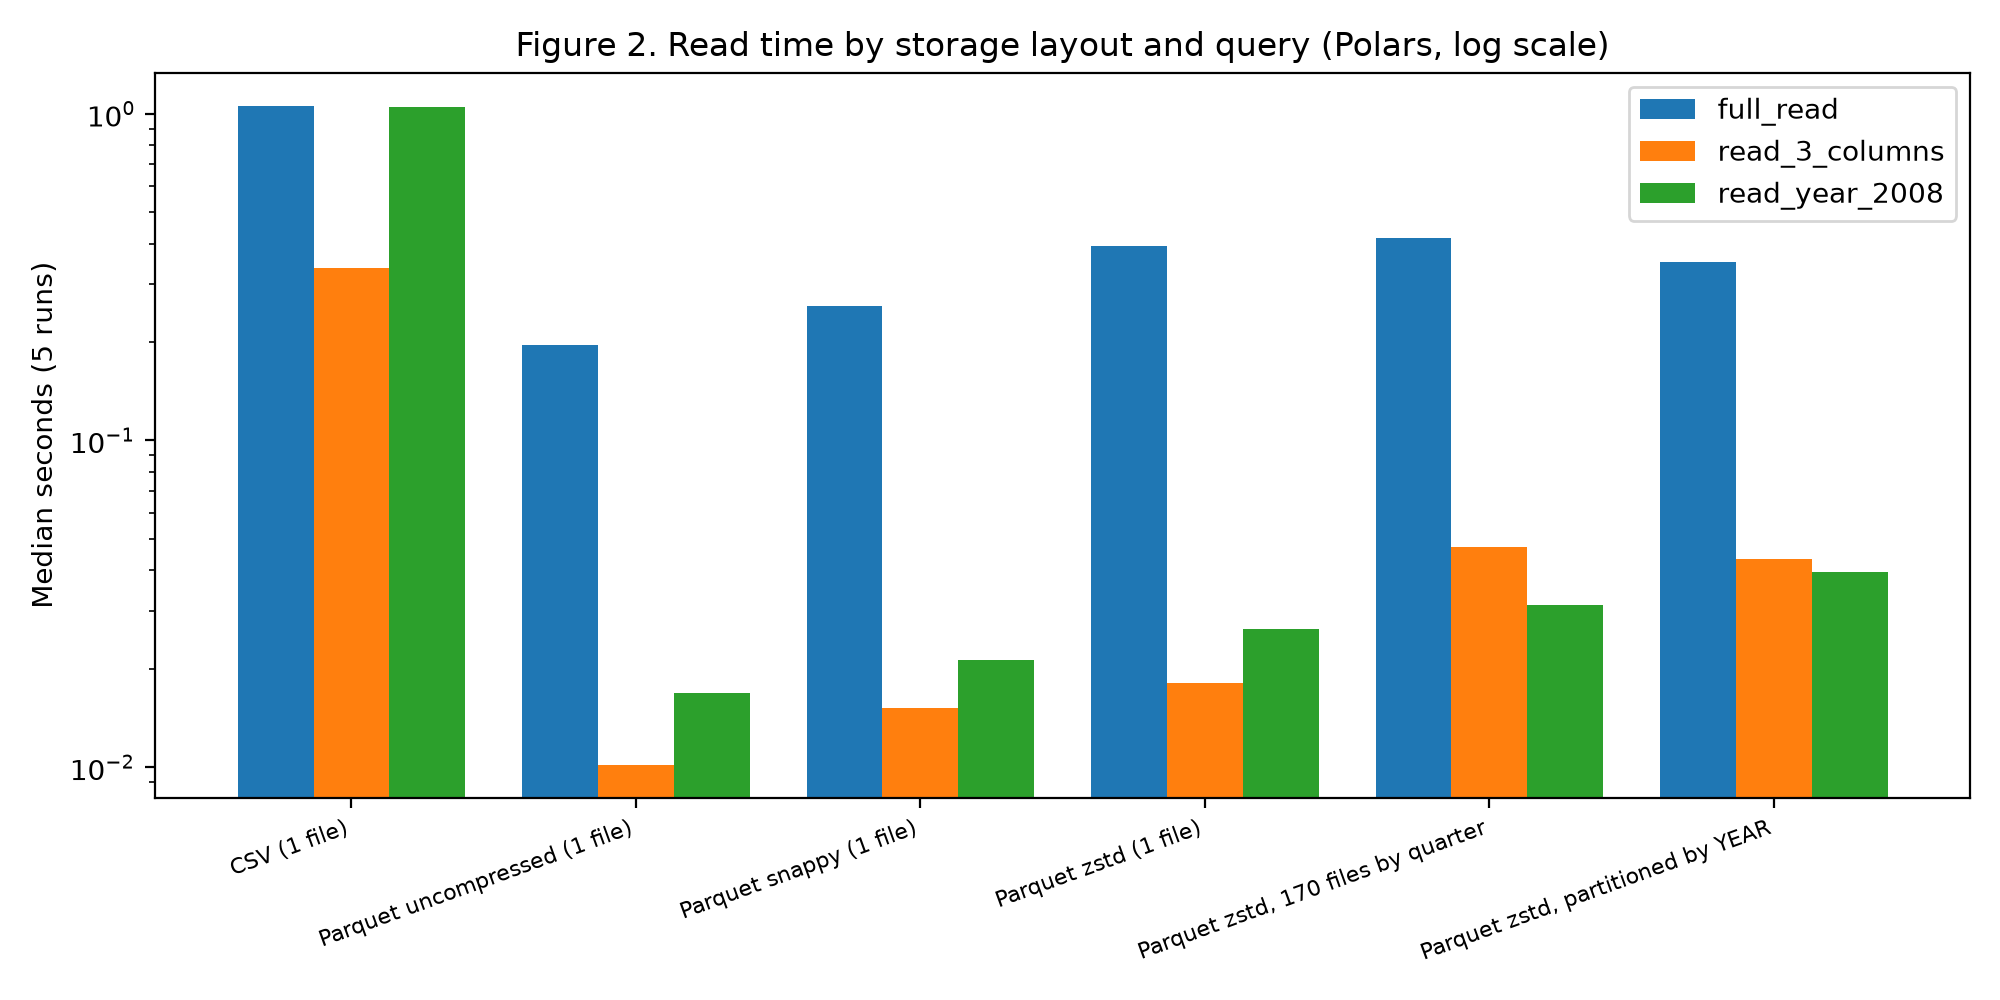 Figure 2. Read time by storage layout and query (Polars, log scale)
full_read
read_3_columns
read_year_2008
Median seconds (5 runs)
10⁰
10⁻¹
10⁻²
CSV (1 file)
Parquet uncompressed (1 file)
Parquet snappy (1 file)
Parquet zstd (1 file)
Parquet zstd, 170 files by quarter
Parquet zstd, partitioned by YEAR